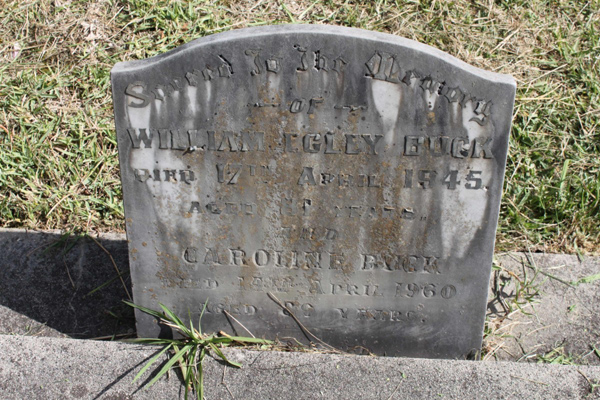 Sacred To The Memory
of
WILLIAM EGLEY BUCK
DIED 17TH APRIL 1945.
AGED YEARS.
AND
CAROLINE BUCK
DIED APRIL 1960
AGED YEARS.